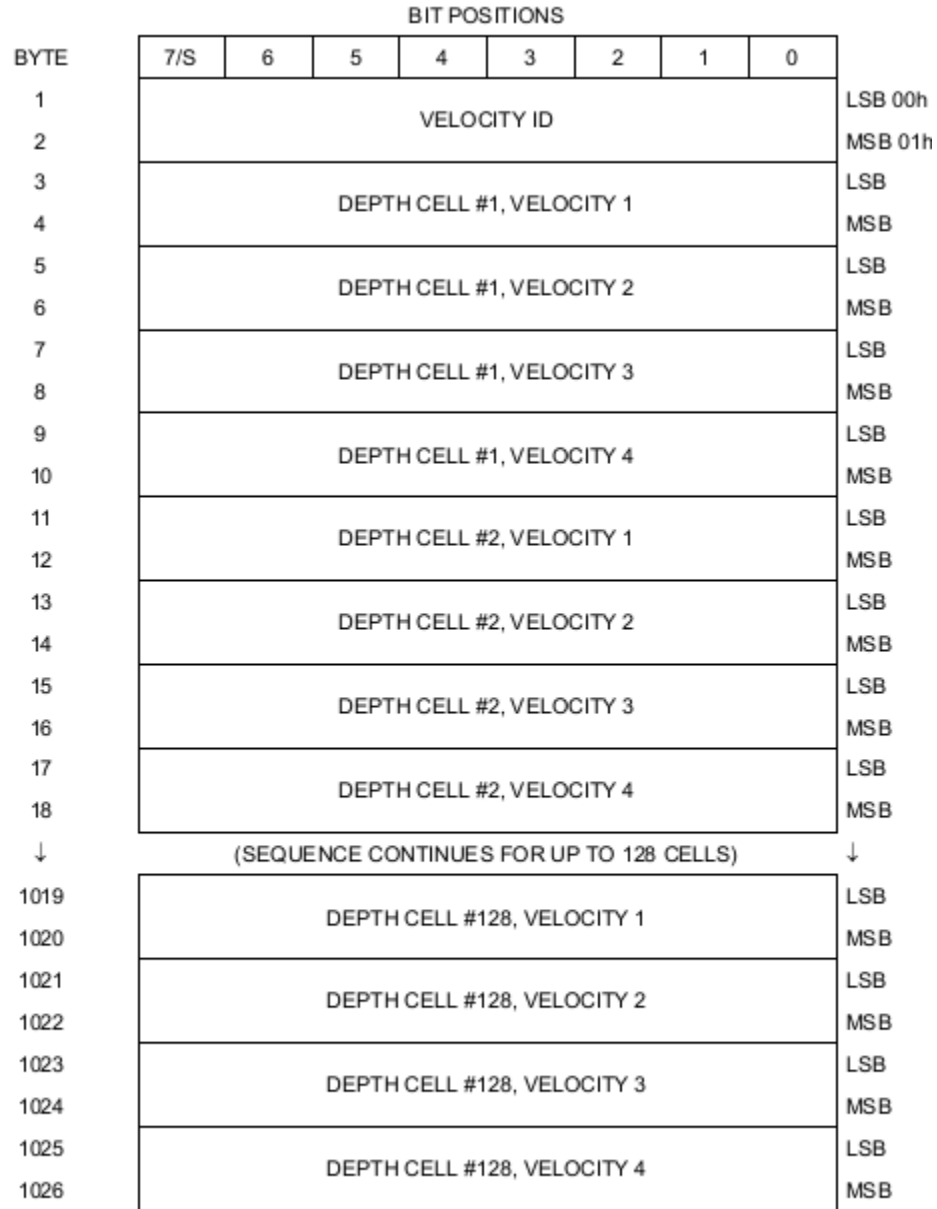 BIT POSITIONS
BYTE 7/S 6 5 4 3 2 1 0
1 LSB 00h
VELOCITY ID
2 MSB 01h
3 LSB
DEPTH CELL #1, VELOCITY 1
4 MSB
5 LSB
DEPTH CELL #1, VELOCITY 2
6 MSB
7 LSB
DEPTH CELL #1, VELOCITY 3
8 MSB
9 LSB
DEPTH CELL #1, VELOCITY 4
10 MSB
11 LSB
DEPTH CELL #2, VELOCITY 1
12 MSB
13 LSB
DEPTH CELL #2, VELOCITY 2
14 MSB
15 LSB
DEPTH CELL #2, VELOCITY 3
16 MSB
17 LSB
DEPTH CELL #2, VELOCITY 4
18 MSB
↓ (SEQUENCE CONTINUES FOR UP TO 128 CELLS) ↓
1019 LSB
DEPTH CELL #128, VELOCITY 1
1020 MSB
1021 LSB
DEPTH CELL #128, VELOCITY 2
1022 MSB
1023 LSB
DEPTH CELL #128, VELOCITY 3
1024 MSB
1025 LSB
DEPTH CELL #128, VELOCITY 4
1026 MSB